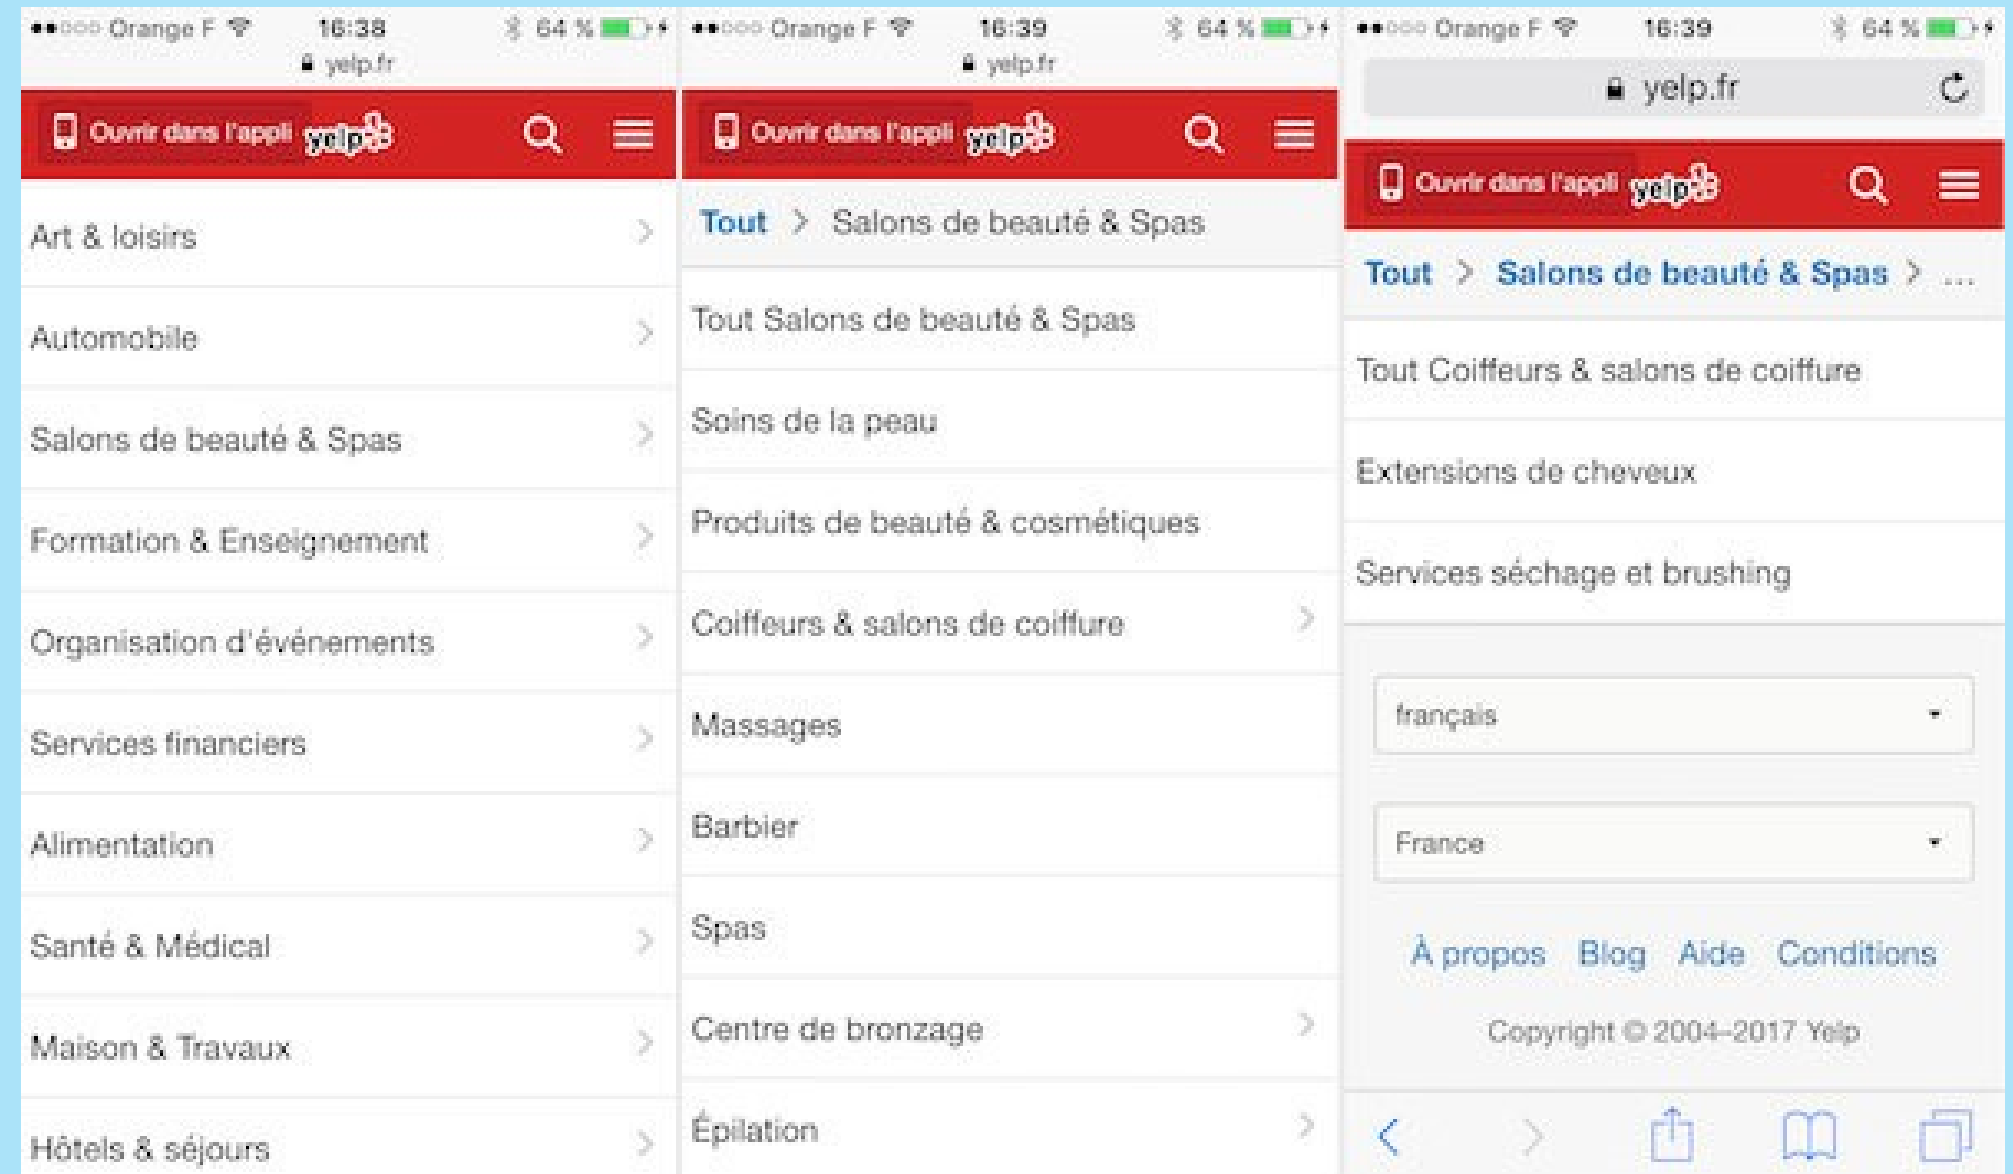 Orange F 16:38 64 %
yelp.fr
Ouvrir dans l'appli yelp
Art & loisirs
Automobile
Salons de beauté & Spas
Formation & Enseignement
Organisation d'événements
Services financiers
Alimentation
Santé & Médical
Maison & Travaux
Hôtels & séjours
Orange F 16:39 64 %
yelp.fr
Ouvrir dans l'appli yelp
Tout > Salons de beauté & Spas
Tout Salons de beauté & Spas
Soins de la peau
Produits de beauté & cosmétiques
Coiffeurs & salons de coiffure
Massages
Barbier
Spas
Centre de bronzage
Épilation
Orange F 16:39 64 %
yelp.fr
Ouvrir dans l'appli yelp
Tout > Salons de beauté & Spas > ...
Tout Coiffeurs & salons de coiffure
Extensions de cheveux
Services séchage et brushing
français
France
À propos Blog Aide Conditions
Copyright © 2004–2017 Yelp